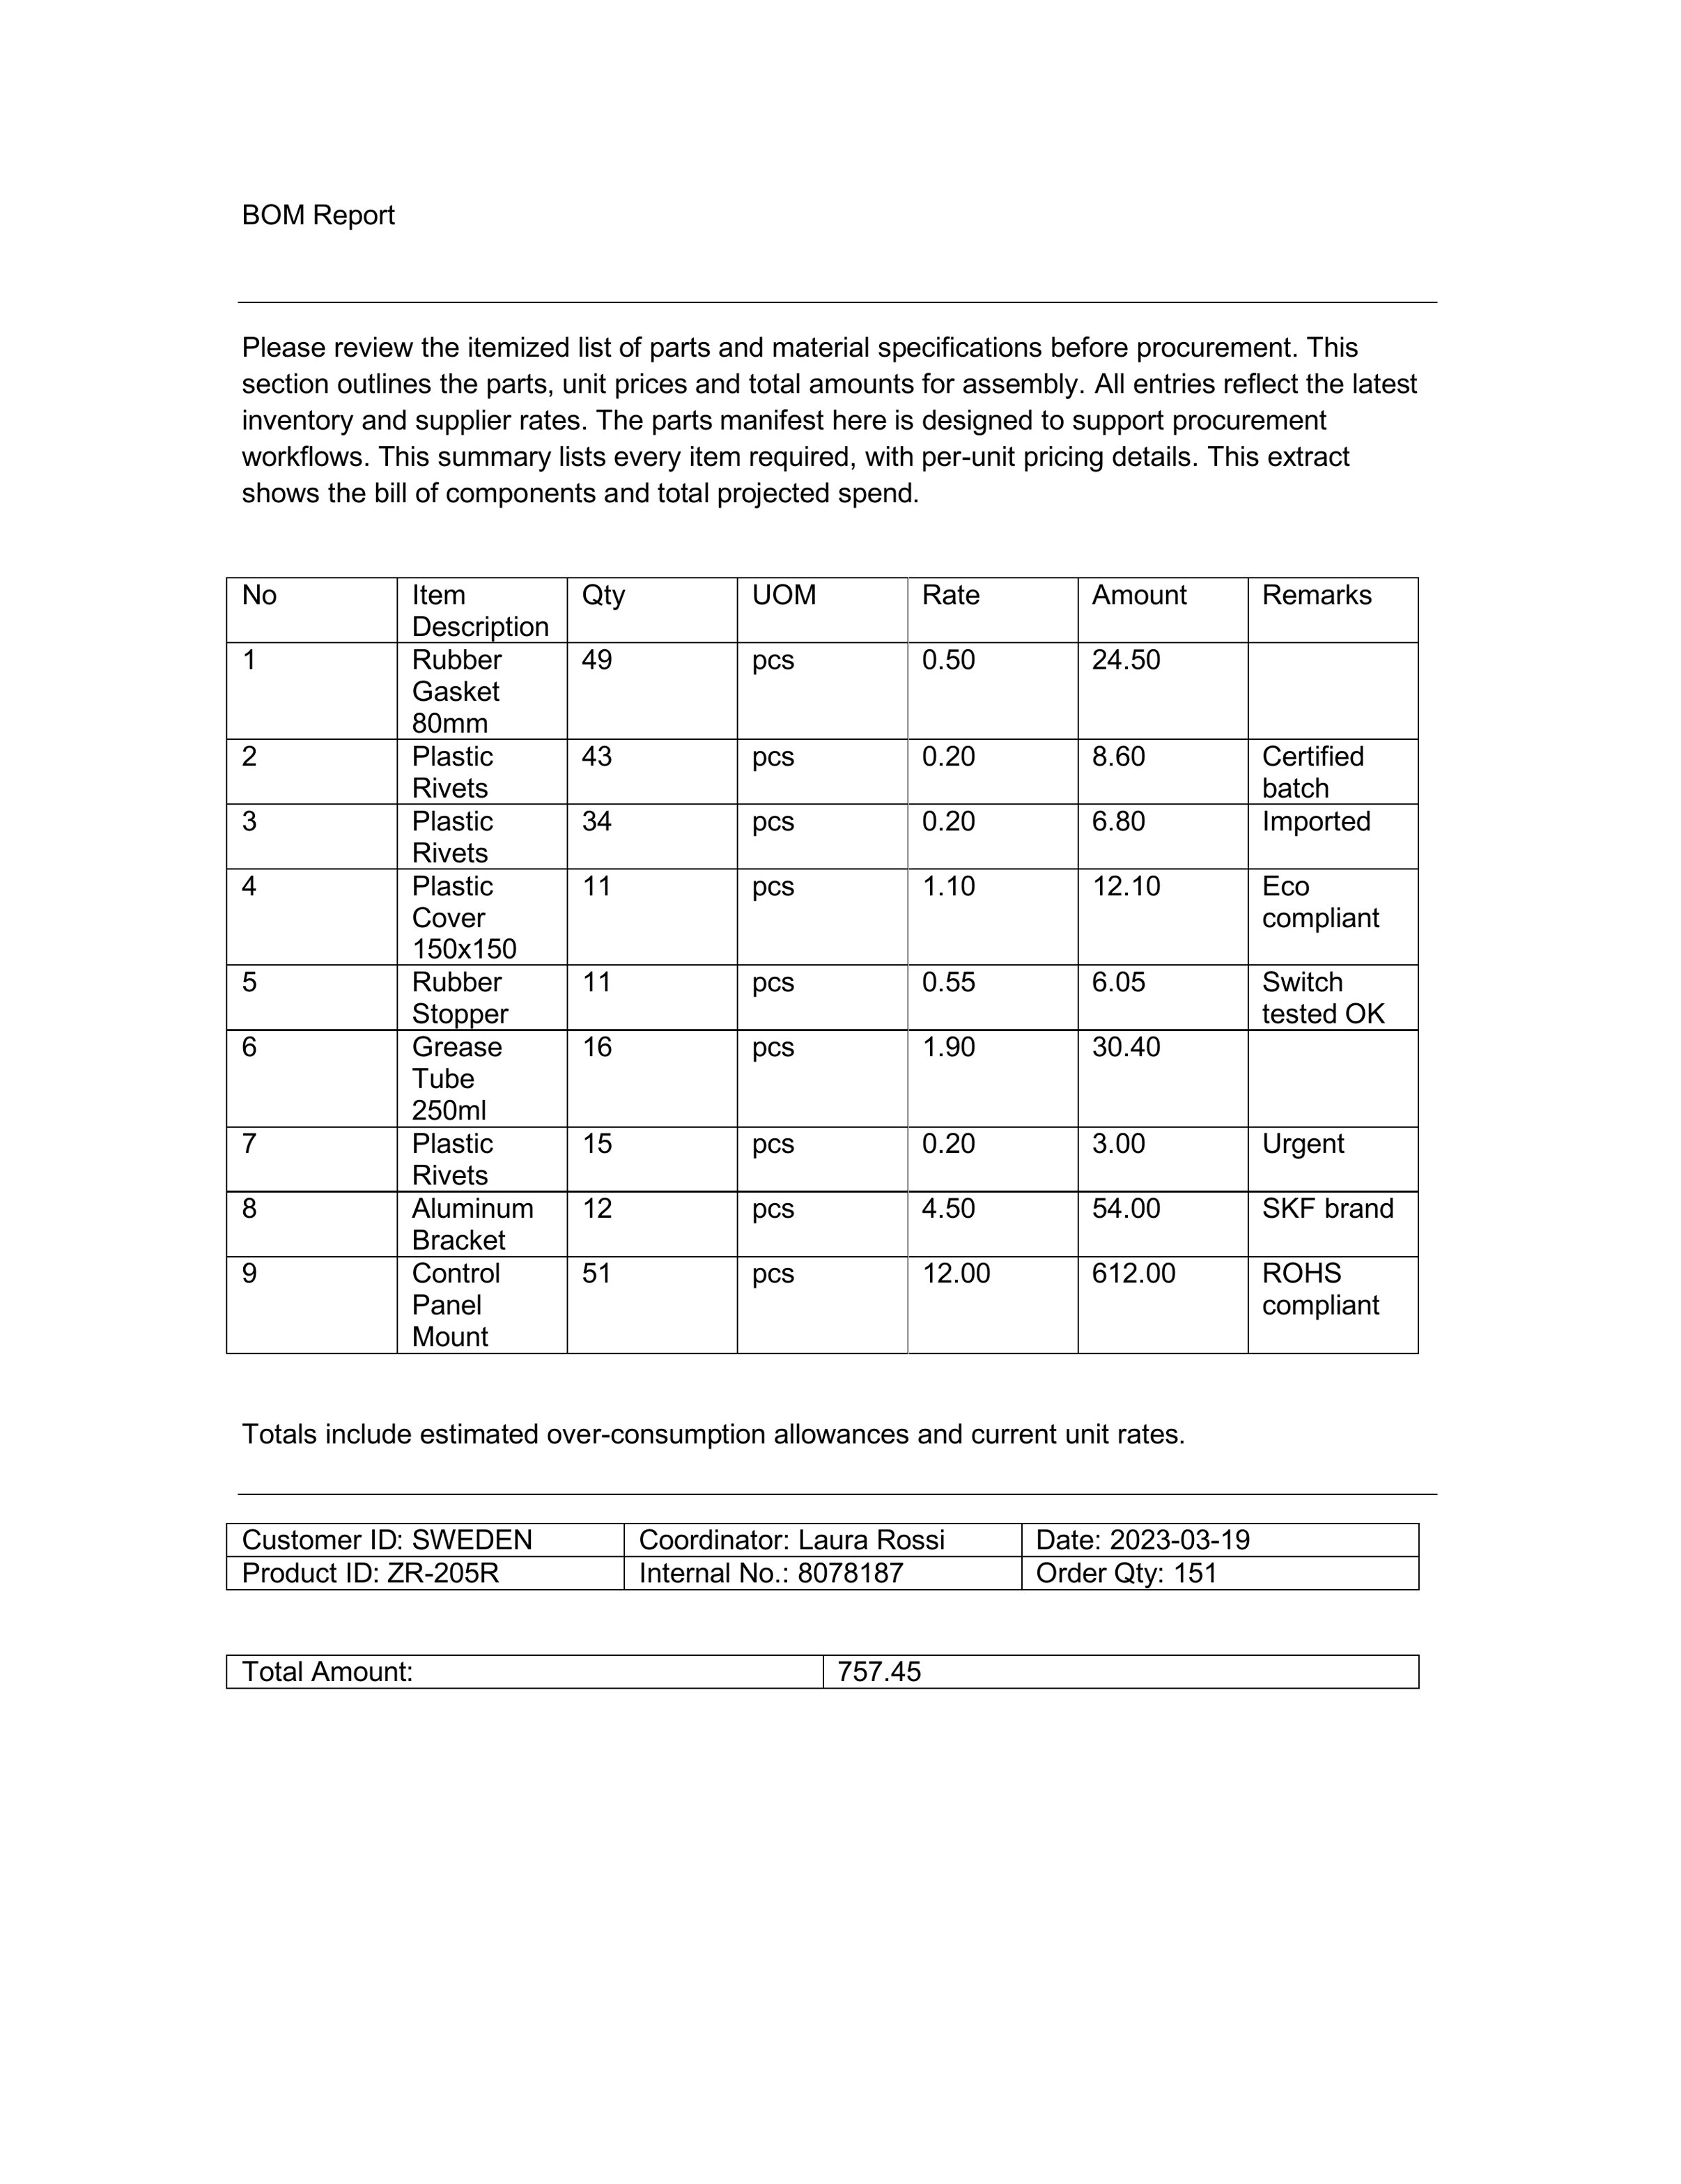 BOM Report
Please review the itemized list of parts and material specifications before procurement. This
section outlines the parts, unit prices and total amounts for assembly. All entries reflect the latest
inventory and supplier rates. The parts manifest here is designed to support procurement
workflows. This summary lists every item required, with per-unit pricing details. This extract
shows the bill of components and total projected spend.
No Item Description Qty UOM Rate Amount Remarks
1 Rubber Gasket 80mm 49 pcs 0.50 24.50
2 Plastic Rivets 43 pcs 0.20 8.60 Certified batch
3 Plastic Rivets 34 pcs 0.20 6.80 Imported
4 Plastic Cover 150x150 11 pcs 1.10 12.10 Eco compliant
5 Rubber Stopper 11 pcs 0.55 6.05 Switch tested OK
6 Grease Tube 250ml 16 pcs 1.90 30.40
7 Plastic Rivets 15 pcs 0.20 3.00 Urgent
8 Aluminum Bracket 12 pcs 4.50 54.00 SKF brand
9 Control Panel Mount 51 pcs 12.00 612.00 ROHS compliant
Totals include estimated over-consumption allowances and current unit rates.
Customer ID: SWEDEN Coordinator: Laura Rossi Date: 2023-03-19
Product ID: ZR-205R Internal No.: 8078187 Order Qty: 151
Total Amount: 757.45